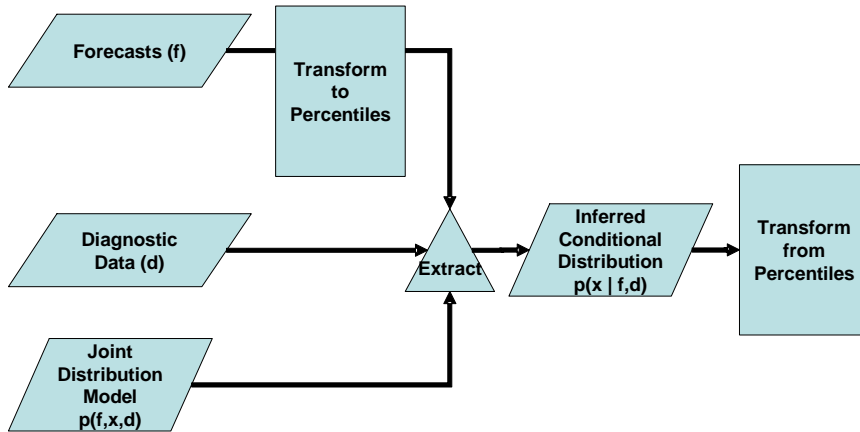 Forecasts (f)
Transform
to
Percentiles
Diagnostic
Data (d)
Extract
Inferred
Conditional
Distribution
p(x | f,d)
Transform
from
Percentiles
Joint
Distribution
Model
p(f,x,d)